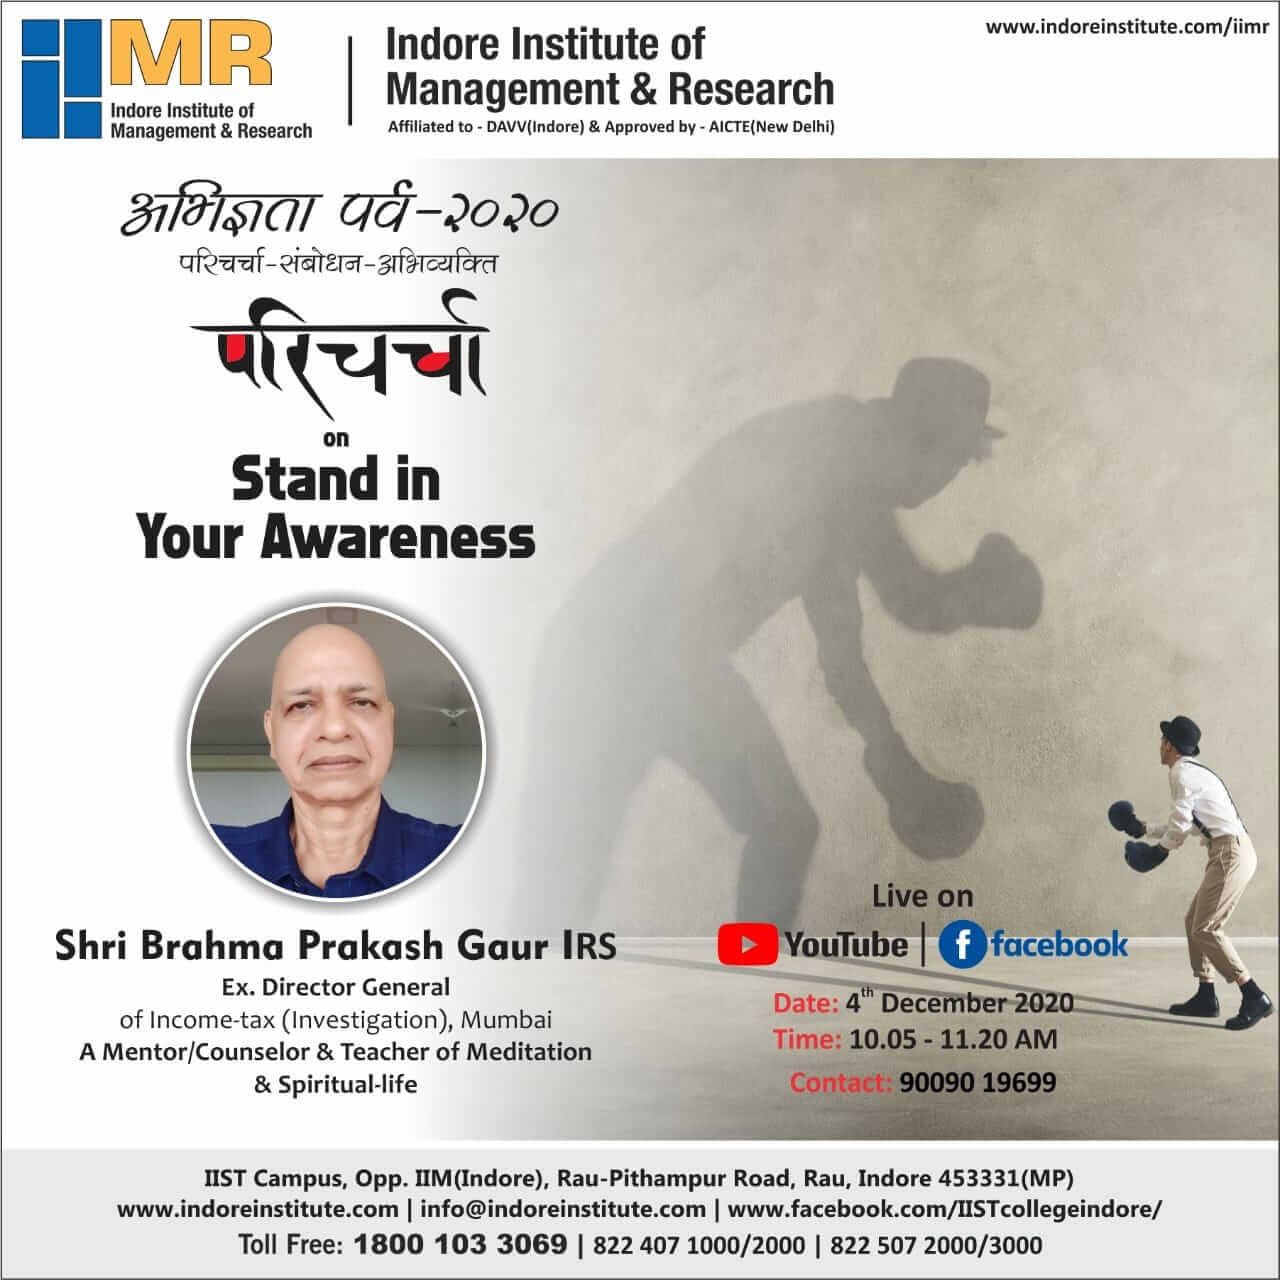 www.indoreinstitute.com/iimr
MR
Indore Institute of
Management & Research
Indore Institute of
Management & Research
Affiliated to - DAVV(Indore) & Approved by - AICTE(New Delhi)
अभिज्ञता पर्व-२०२०
परिचर्चा-संबोधन-अभिव्यक्ति
परिचर्चा
on
Stand in
Your Awareness
Shri Brahma Prakash Gaur IRS
Ex. Director General
of Income-tax (Investigation), Mumbai
A Mentor/Counselor & Teacher of Meditation
& Spiritual-life
Live on
YouTube | facebook
Date: 4th December 2020
Time: 10.05 - 11.20 AM
Contact: 90090 19699
IIST Campus, Opp. IIM(Indore), Rau-Pithampur Road, Rau, Indore 453331(MP)
www.indoreinstitute.com | info@indoreinstitute.com | www.facebook.com/IISTcollegeindore/
Toll Free: 1800 103 3069 | 822 407 1000/2000 | 822 507 2000/3000